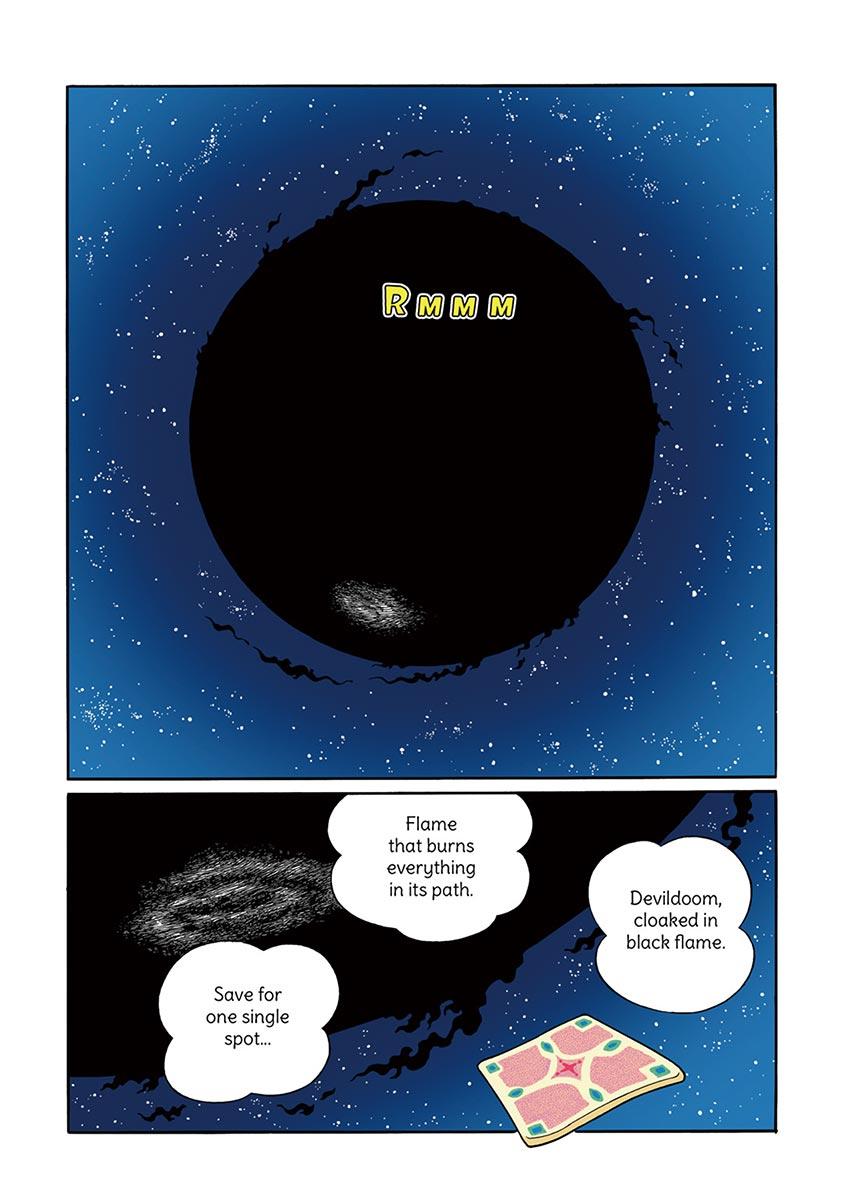 RMMM
Devildoom,
cloaked in
black flame.
Flame
that burns
everything
in its path.
Save for
one single
spot...